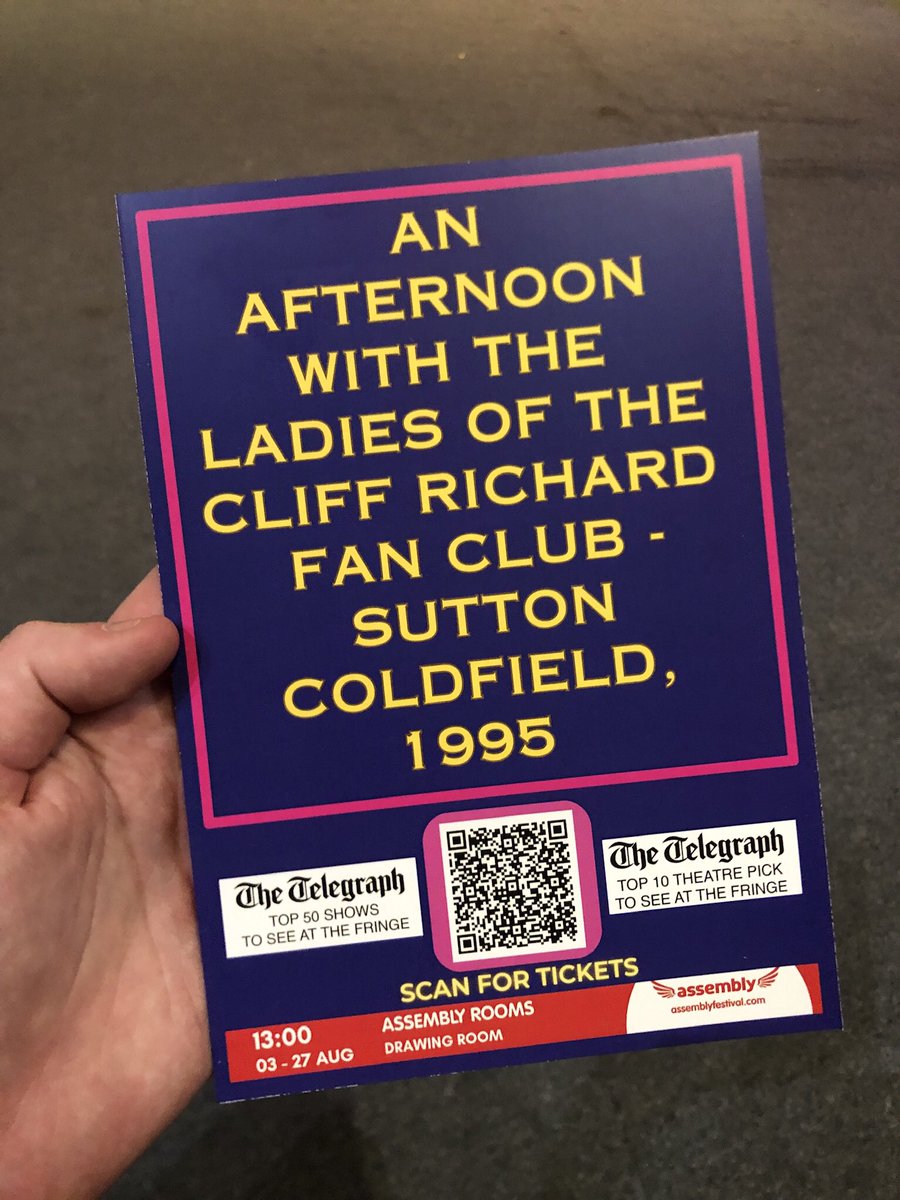 AN
AFTERNOON
WITH THE
LADIES OF THE
CLIFF RICHARD
FAN CLUB -
SUTTON
COLDFIELD,
1995
The Telegraph
TOP 50 SHOWS
TO SEE AT THE FRINGE
The Telegraph
TOP 10 THEATRE PICK
TO SEE AT THE FRINGE
SCAN FOR TICKETS
13:00
03 - 27 AUG
ASSEMBLY ROOMS
DRAWING ROOM
assembly
assemblyfestival.com